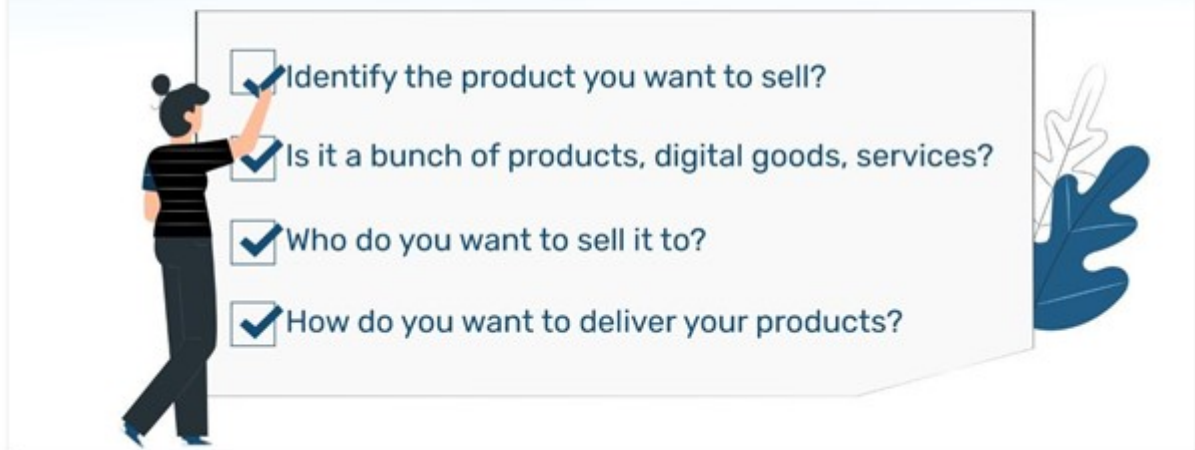 Identify the product you want to sell?
Is it a bunch of products, digital goods, services?
Who do you want to sell it to?
How do you want to deliver your products?